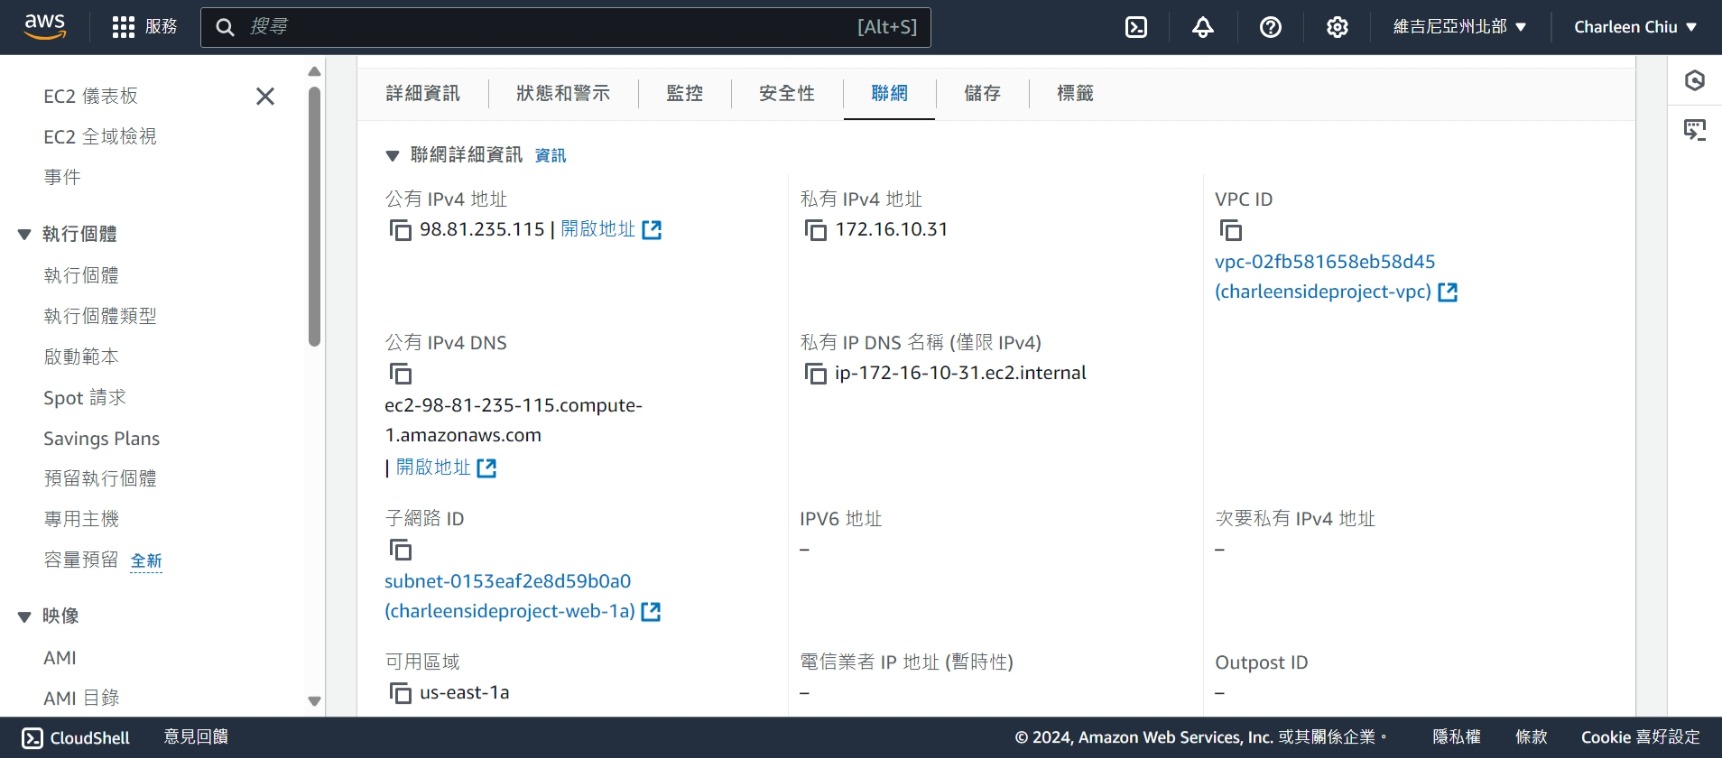 aws
服務
搜尋
[Alt+S]
維吉尼亞州北部
Charleen Chiu
EC2 儀表板
EC2 全域檢視
事件
執行個體
執行個體
執行個體類型
啟動範本
Spot 請求
Savings Plans
預留執行個體
專用主機
容量預留 全新
映像
AMI
AMI 目錄
詳細資訊
狀態和警示
監控
安全性
聯網
儲存
標籤
聯網詳細資訊 資訊
公有 IPv4 地址
98.81.235.115 | 開啟地址
私有 IPv4 地址
172.16.10.31
VPC ID
vpc-02fb581658eb58d45
(charleensideproject-vpc)
公有 IPv4 DNS
ec2-98-81-235-115.compute-
1.amazonaws.com
| 開啟地址
私有 IP DNS 名稱 (僅限 IPv4)
ip-172-16-10-31.ec2.internal
子網路 ID
subnet-0153eaf2e8d59b0a0
(charleensideproject-web-1a)
IPV6 地址
–
次要私有 IPv4 地址
–
可用區域
us-east-1a
電信業者 IP 地址 (暫時性)
–
Outpost ID
–
CloudShell
意見回饋
© 2024, Amazon Web Services, Inc. 或其關係企業。
隱私權
條款
Cookie 喜好設定